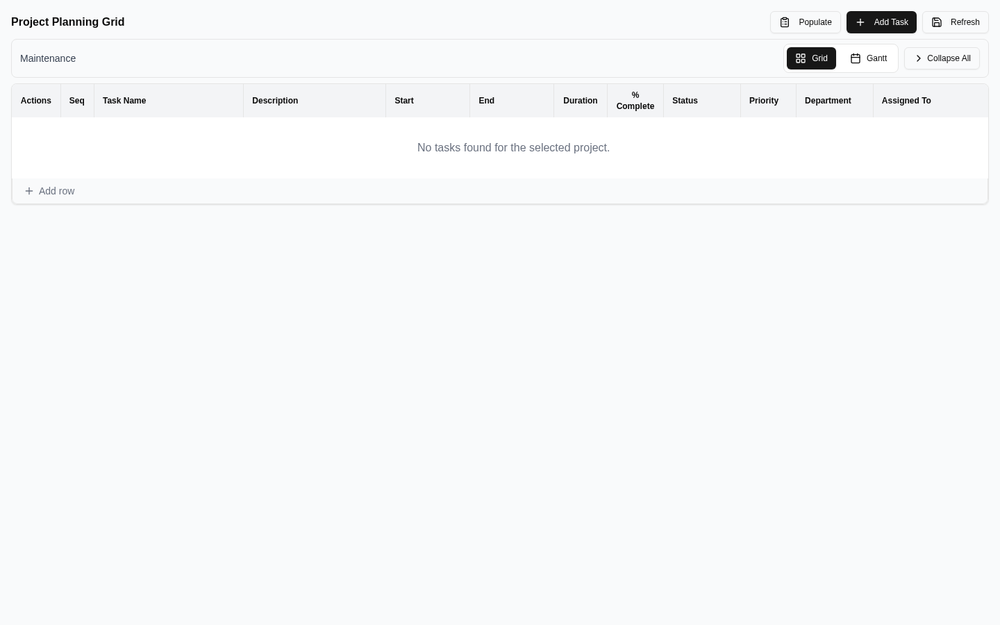 Project Planning Grid
Populate
Add Task
Refresh
Maintenance
Grid
Gantt
Collapse All
Actions
Seq
Task Name
Description
Start
End
Duration
%
Complete
Status
Priority
Department
Assigned To
No tasks found for the selected project.
Add row